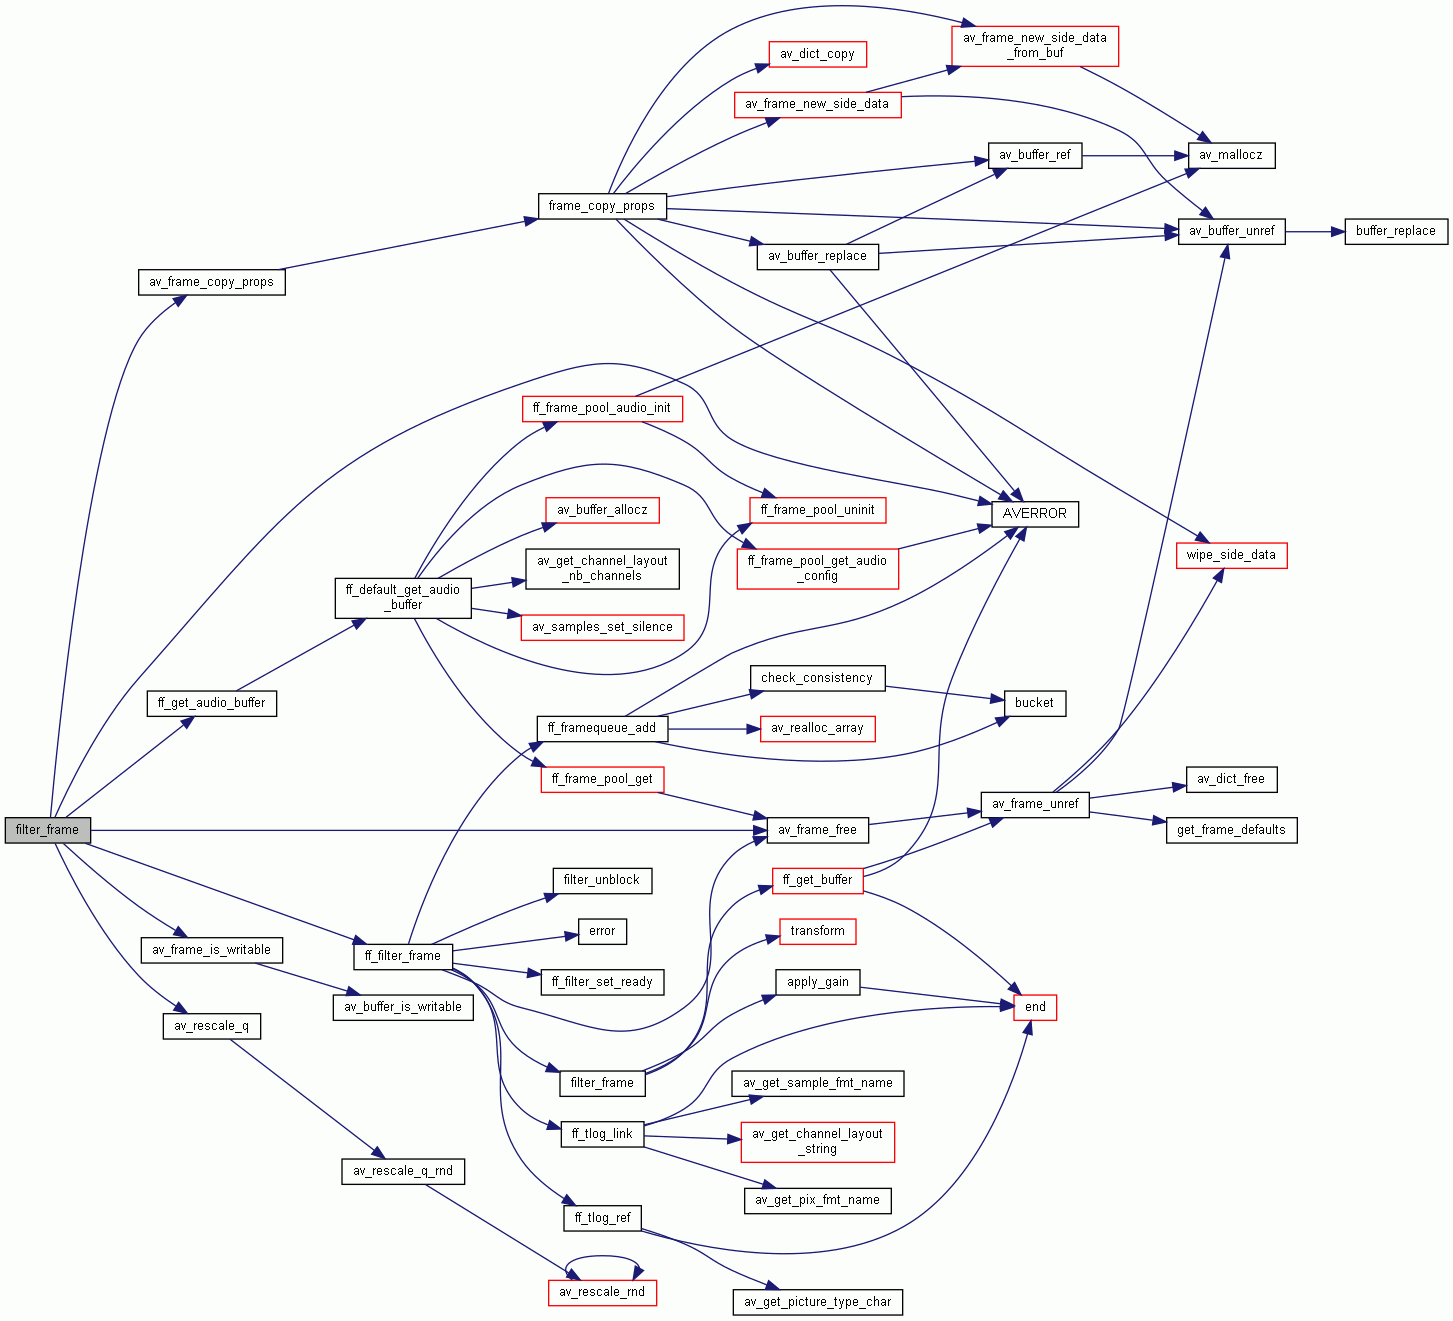 av_frame_new_side_data
_from_buf
av_dict_copy
av_frame_new_side_data
av_buffer_ref
av_mallocz
frame_copy_props
av_buffer_unref
buffer_replace
av_buffer_replace
av_frame_copy_props
ff_frame_pool_audio_init
av_buffer_allocz
ff_frame_pool_uninit
AVERROR
av_get_channel_layout
_nb_channels
ff_frame_pool_get_audio
_config
wipe_side_data
ff_default_get_audio
_buffer
av_samples_set_silence
check_consistency
ff_get_audio_buffer
bucket
ff_framequeue_add
av_realloc_array
ff_frame_pool_get
av_dict_free
av_frame_unref
filter_frame
av_frame_free
get_frame_defaults
filter_unblock
ff_get_buffer
error
transform
av_frame_is_writable
ff_filter_frame
ff_filter_set_ready
apply_gain
av_buffer_is_writable
end
av_rescale_q
filter_frame
av_get_sample_fmt_name
ff_tlog_link
av_get_channel_layout
_string
av_rescale_q_rnd
av_get_pix_fmt_name
ff_tlog_ref
av_rescale_rnd
av_get_picture_type_char